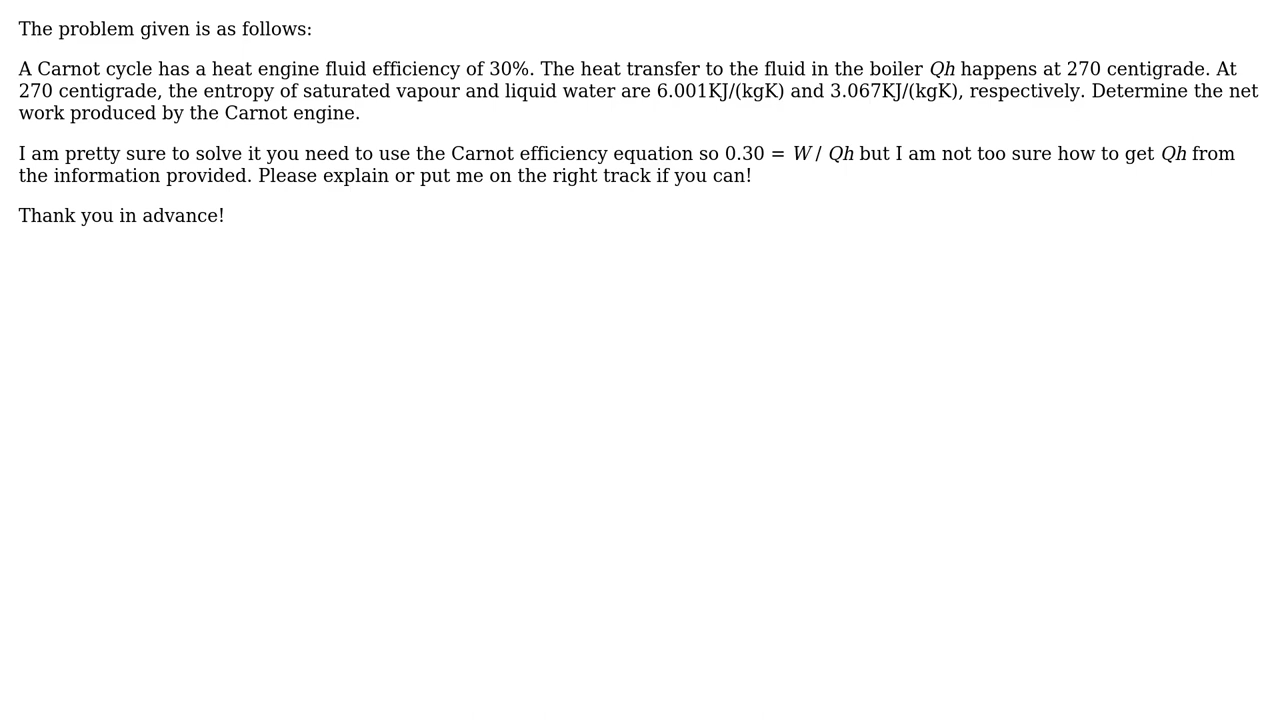 The problem given is as follows:
A Carnot cycle has a heat engine fluid efficiency of 30%. The heat transfer to the fluid in the boiler Qh happens at 270 centigrade. At
270 centigrade, the entropy of saturated vapour and liquid water are 6.001KJ/(kgK) and 3.067KJ/(kgK), respectively. Determine the net
work produced by the Carnot engine.
I am pretty sure to solve it you need to use the Carnot efficiency equation so 0.30 = W / Qh but I am not too sure how to get Qh from
the information provided. Please explain or put me on the right track if you can!
Thank you in advance!